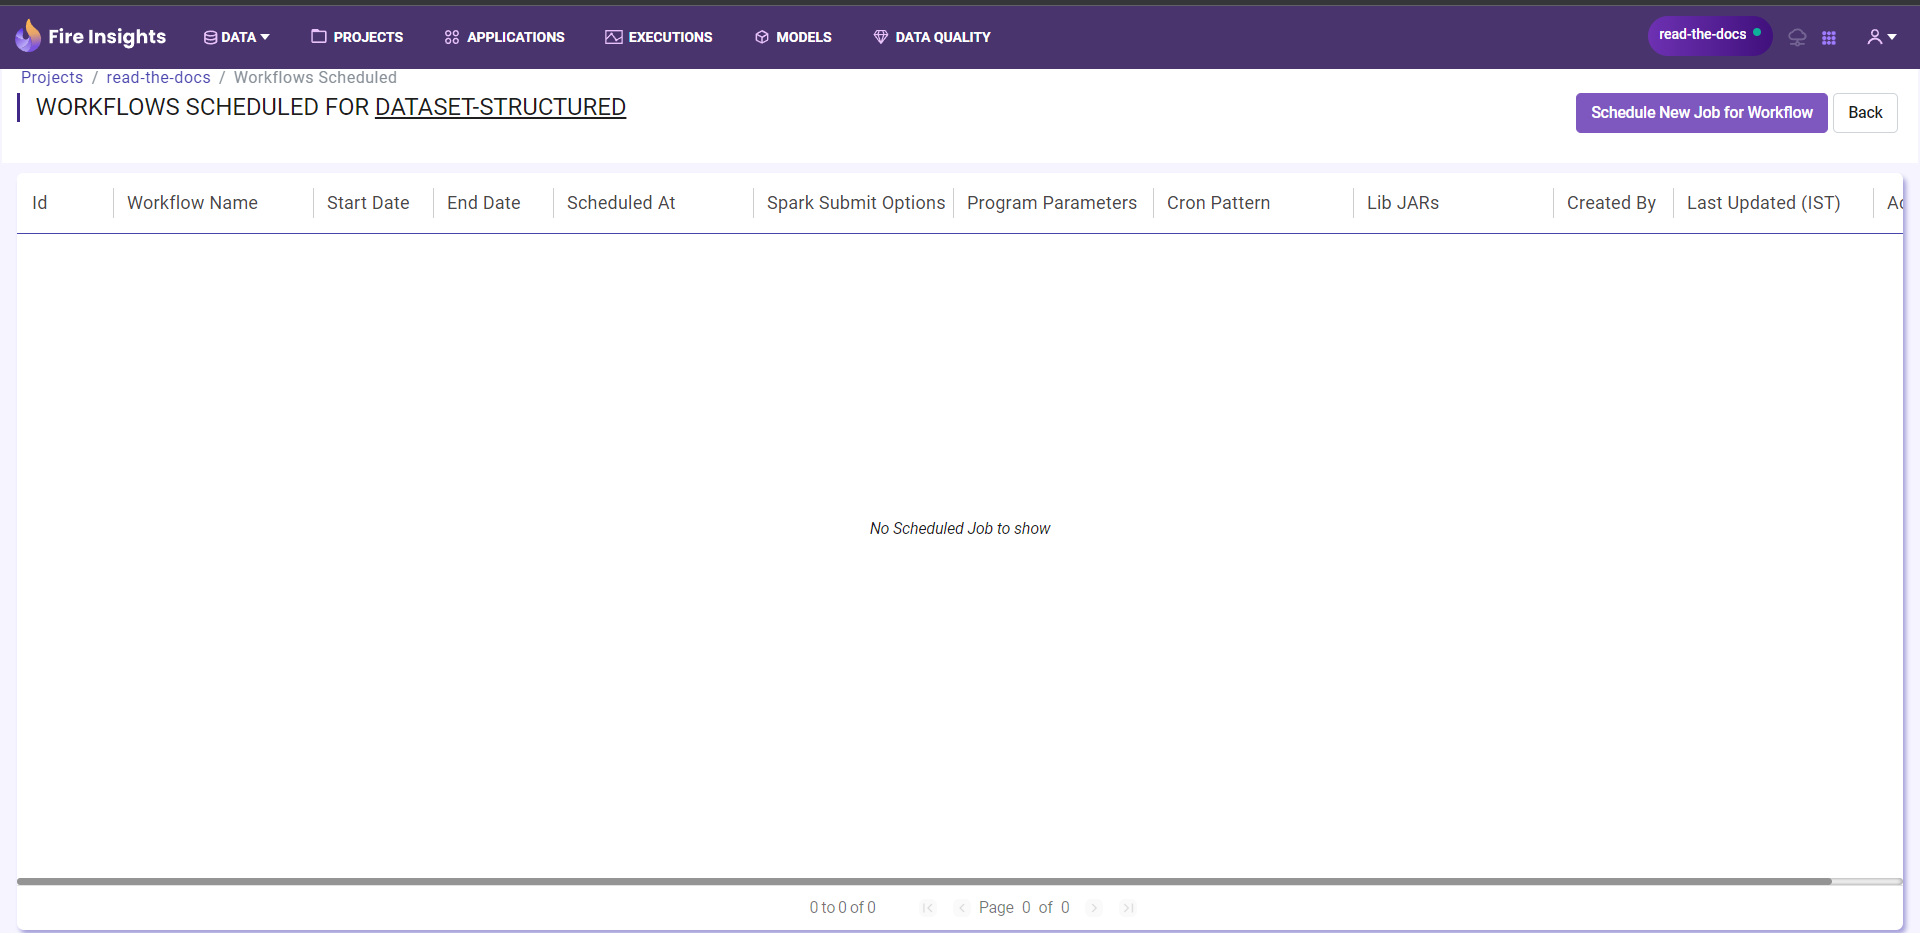 Fire Insights DATA PROJECTS APPLICATIONS EXECUTIONS MODELS DATA QUALITY read-the-docs
Projects / read-the-docs / Workflows Scheduled
WORKFLOWS SCHEDULED FOR DATASET-STRUCTURED
Schedule New Job for Workflow Back
Id Workflow Name Start Date End Date Scheduled At Spark Submit Options Program Parameters Cron Pattern Lib JARs Created By Last Updated (IST)
No Scheduled Job to show
0 to 0 of 0 Page 0 of 0